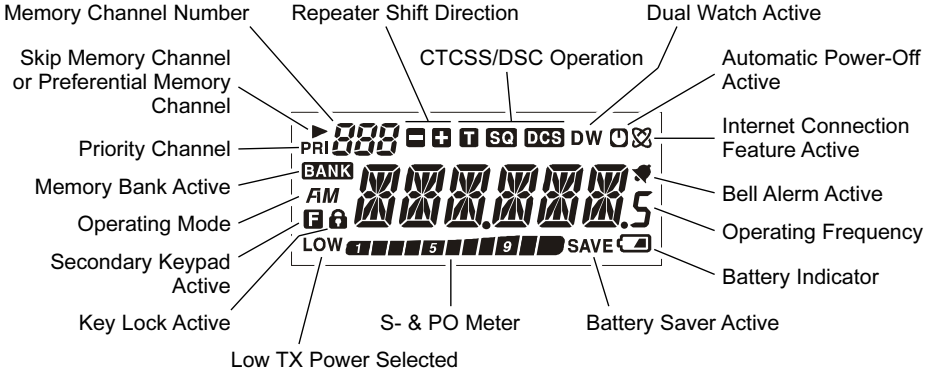 Memory Channel Number
Repeater Shift Direction
Dual Watch Active
Skip Memory Channel
or Preferential Memory
Channel
CTCSS/DSC Operation
Automatic Power-Off
Active
Priority Channel
Internet Connection
Feature Active
Memory Bank Active
Bell Alerm Active
Operating Mode
Operating Frequency
Secondary Keypad
Active
Battery Indicator
Key Lock Active
S- & PO Meter
Battery Saver Active
Low TX Power Selected
PRI 888 - + T SQ DCS DW
BANK
F
.5
LOW 1 5 9 SAVE